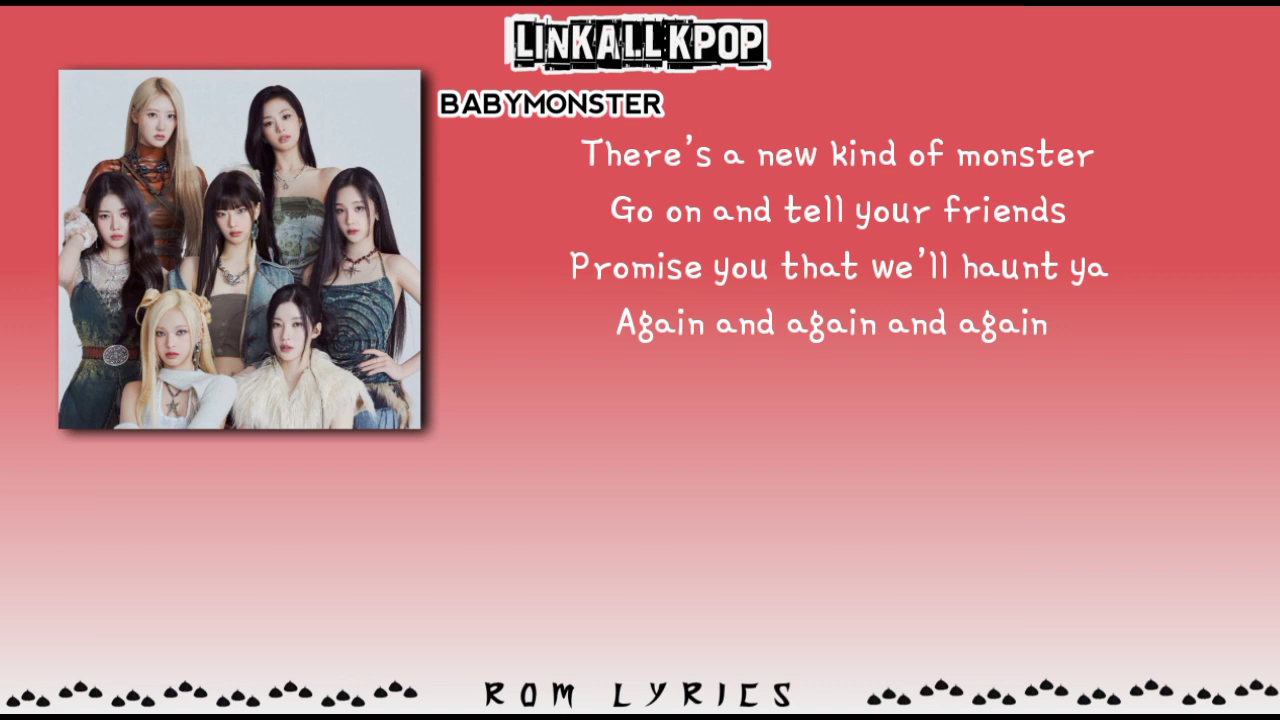 LINKALLKPOP
BABYMONSTER
There's a new kind of monster
Go on and tell your friends
Promise you that we'll haunt ya
Again and again and again
ROM LYRICS